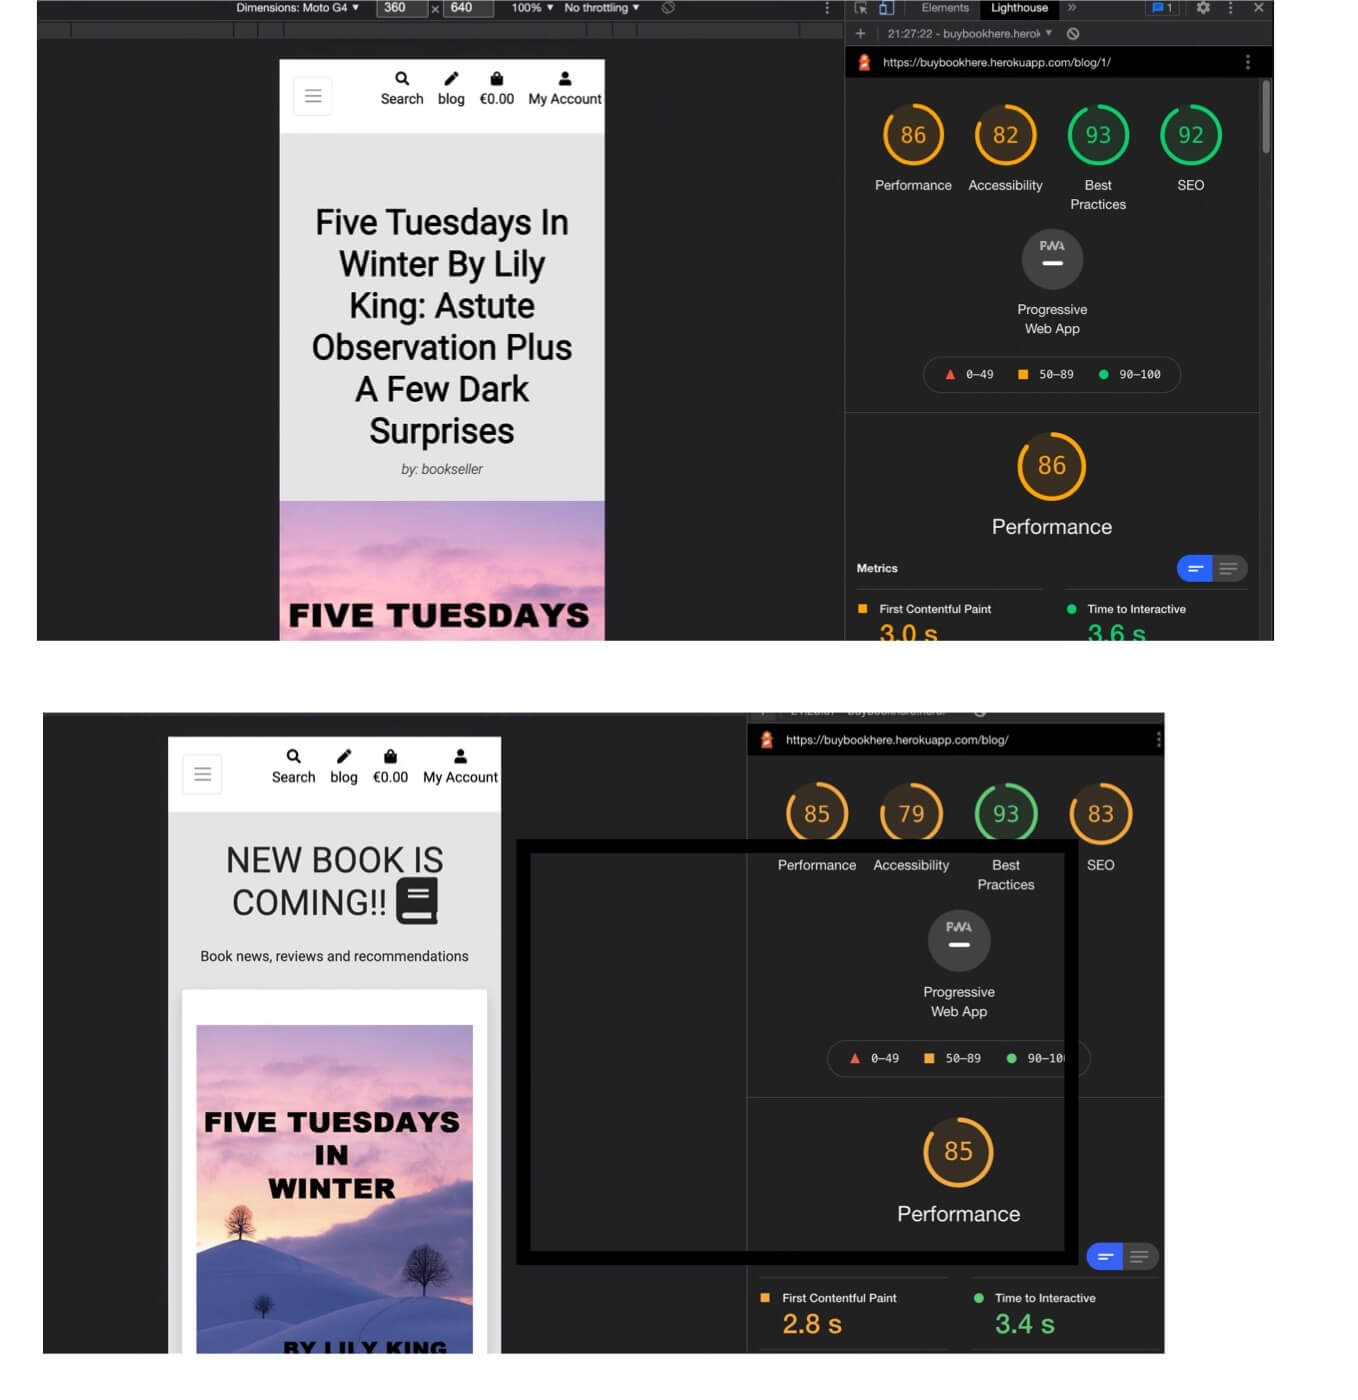 Dimensions: Moto G4 ▼ 360 × 640 100% ▼ No throttling ▼
Elements Lighthouse » 1
21:27:22 - buybookhere.herok ▼
https://buybookhere.herokuapp.com/blog/1/
Search blog €0.00 My Account
Five Tuesdays In
Winter By Lily
King: Astute
Observation Plus
A Few Dark
Surprises
by: bookseller
FIVE TUESDAYS
86 82 93 92
Performance Accessibility Best SEO
Practices
PWA
Progressive
Web App
0–49 50–89 90–100
86
Performance
Metrics
First Contentful Paint Time to Interactive
3.0 s 3.6 s
https://buybookhere.herokuapp.com/blog/
Search blog €0.00 My Account
NEW BOOK IS
COMING!!
Book news, reviews and recommendations
FIVE TUESDAYS
IN
WINTER
BY LILY KING
85 79 93 83
Performance Accessibility Best SEO
Practices
PWA
Progressive
Web App
0–49 50–89 90–10
85
Performance
First Contentful Paint Time to Interactive
2.8 s 3.4 s